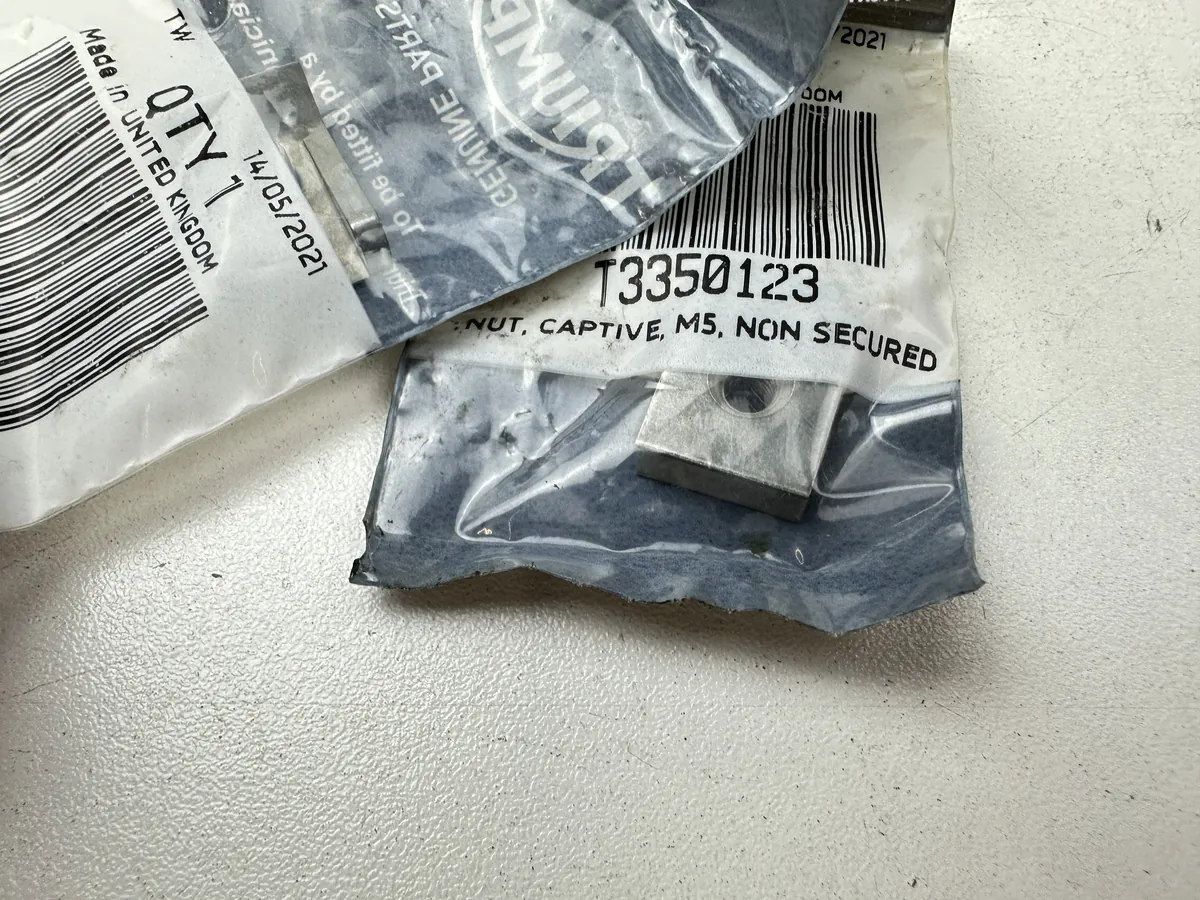 TW
QTY 1
14/05/2021
Made in UNITED KINGDOM
GENUINE PARTS
To be fitted by a
/2021
DOM
T3350123
NUT, CAPTIVE, M5, NON SECURED